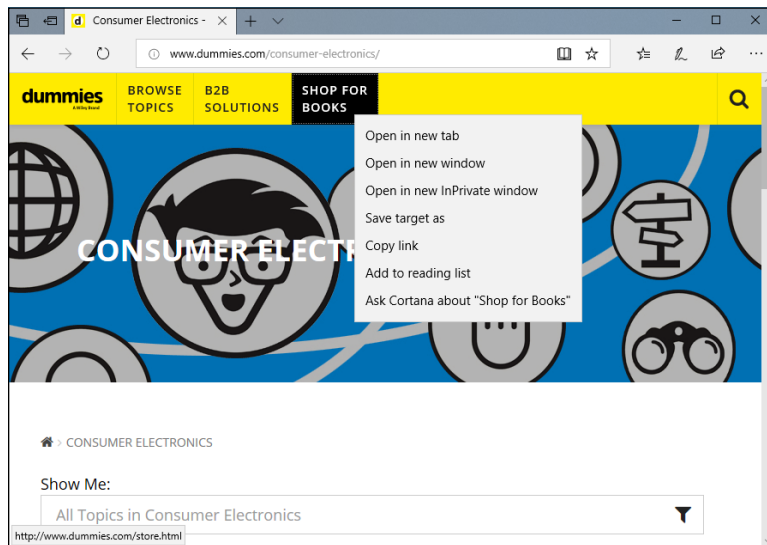 Consumer Electronics -
www.dummies.com/consumer-electronics/
dummies
A Wiley Brand
BROWSE
TOPICS
B2B
SOLUTIONS
SHOP FOR
BOOKS
Open in new tab
Open in new window
Open in new InPrivate window
Save target as
Copy link
Add to reading list
Ask Cortana about "Shop for Books"
CONSUMER ELECTR
CONSUMER ELECTRONICS
Show Me:
All Topics in Consumer Electronics
http://www.dummies.com/store.html